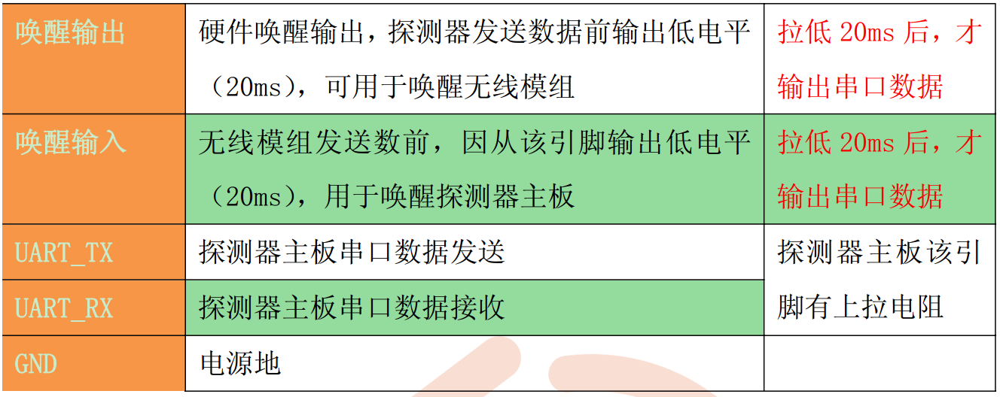 唤醒输出
硬件唤醒输出，探测器发送数据前输出低电平
（20ms），可用于唤醒无线模组
拉低 20ms 后，才
输出串口数据
唤醒输入
无线模组发送数前，因从该引脚输出低电平
（20ms），用于唤醒探测器主板
拉低 20ms 后，才
输出串口数据
UART_TX
探测器主板串口数据发送
探测器主板该引
脚有上拉电阻
UART_RX
探测器主板串口数据接收
GND
电源地